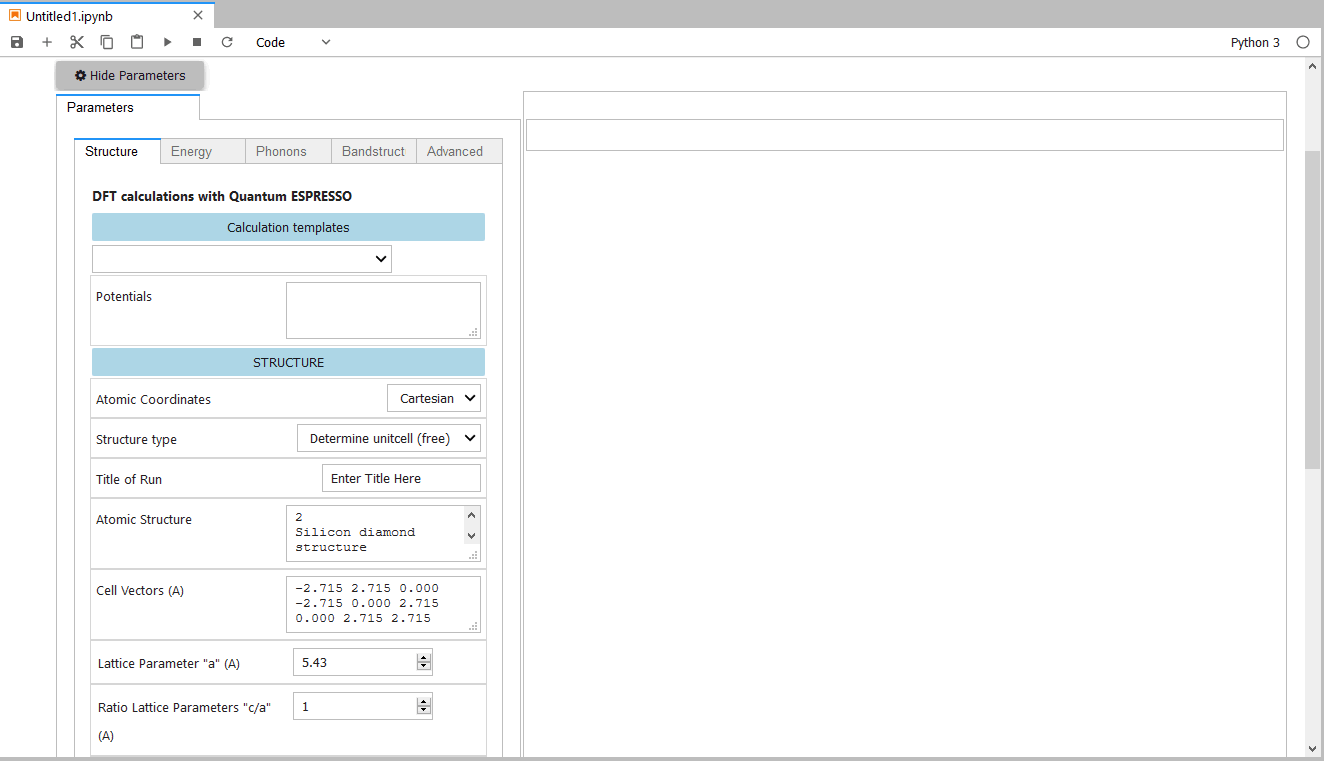 Untitled1.ipynb
Code
Python 3
Hide Parameters
Parameters
Structure
Energy
Phonons
Bandstruct
Advanced
DFT calculations with Quantum ESPRESSO
Calculation templates
Potentials
STRUCTURE
Atomic Coordinates
Cartesian
Structure type
Determine unitcell (free)
Title of Run
Enter Title Here
Atomic Structure
2
Silicon diamond
structure
Cell Vectors (A)
-2.715 2.715 0.000
-2.715 0.000 2.715
0.000 2.715 2.715
Lattice Parameter "a" (A)
5.43
Ratio Lattice Parameters "c/a"
(A)
1